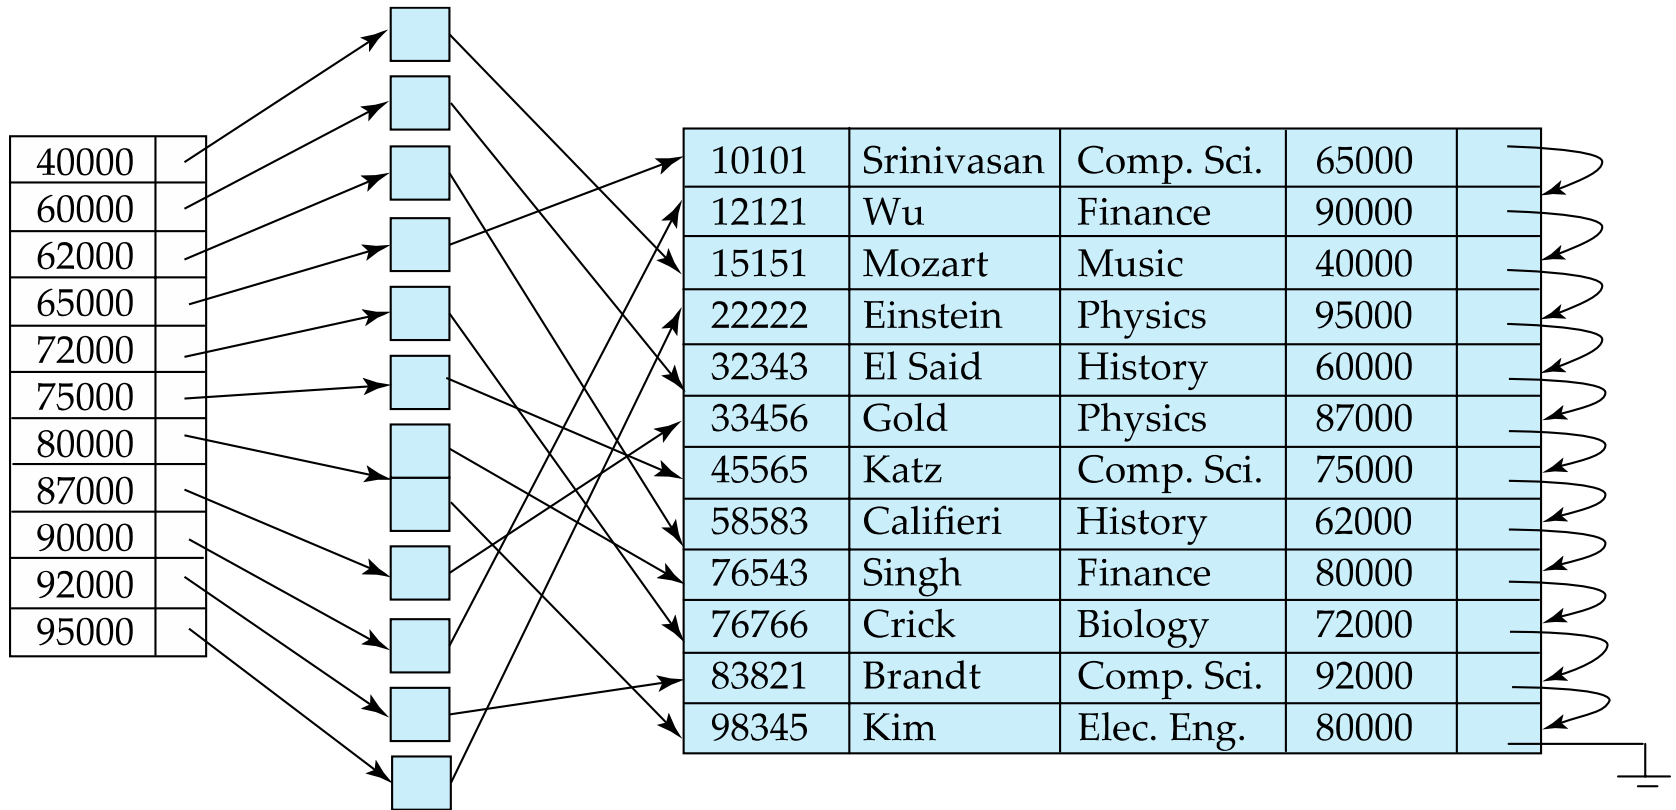 40000
60000
62000
65000
72000
75000
80000
87000
90000
92000
95000
10101 Srinivasan Comp. Sci. 65000
12121 Wu Finance 90000
15151 Mozart Music 40000
22222 Einstein Physics 95000
32343 El Said History 60000
33456 Gold Physics 87000
45565 Katz Comp. Sci. 75000
58583 Califieri History 62000
76543 Singh Finance 80000
76766 Crick Biology 72000
83821 Brandt Comp. Sci. 92000
98345 Kim Elec. Eng. 80000